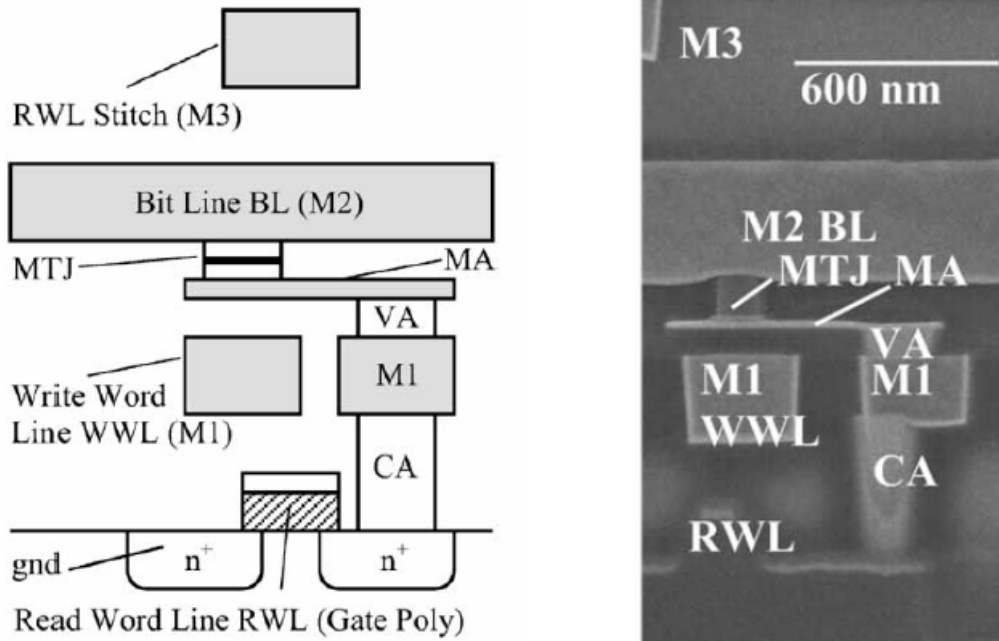 RWL Stitch (M3)
Bit Line BL (M2)
MTJ
MA
VA
Write Word
Line WWL (M1)
M1
CA
gnd
n+
n+
Read Word Line RWL (Gate Poly)
M3
600 nm
M2 BL
MTJ
MA
VA
M1
M1
WWL
CA
RWL